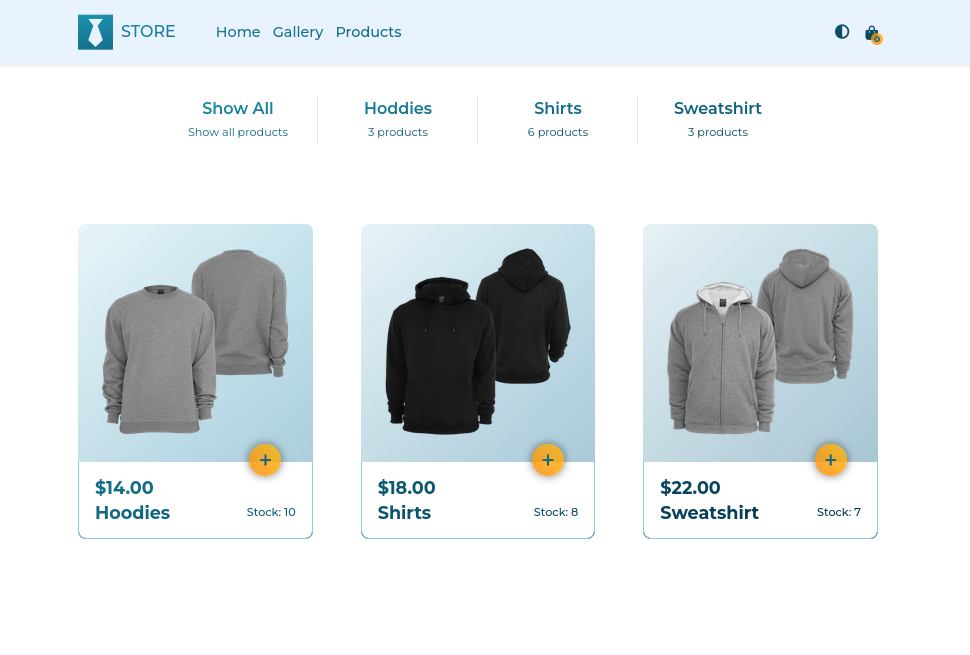 STORE
Home Gallery Products
0
Show All
Show all products
Hoddies
3 products
Shirts
6 products
Sweatshirt
3 products
$14.00
Hoodies
Stock: 10
$18.00
Shirts
Stock: 8
$22.00
Sweatshirt
Stock: 7